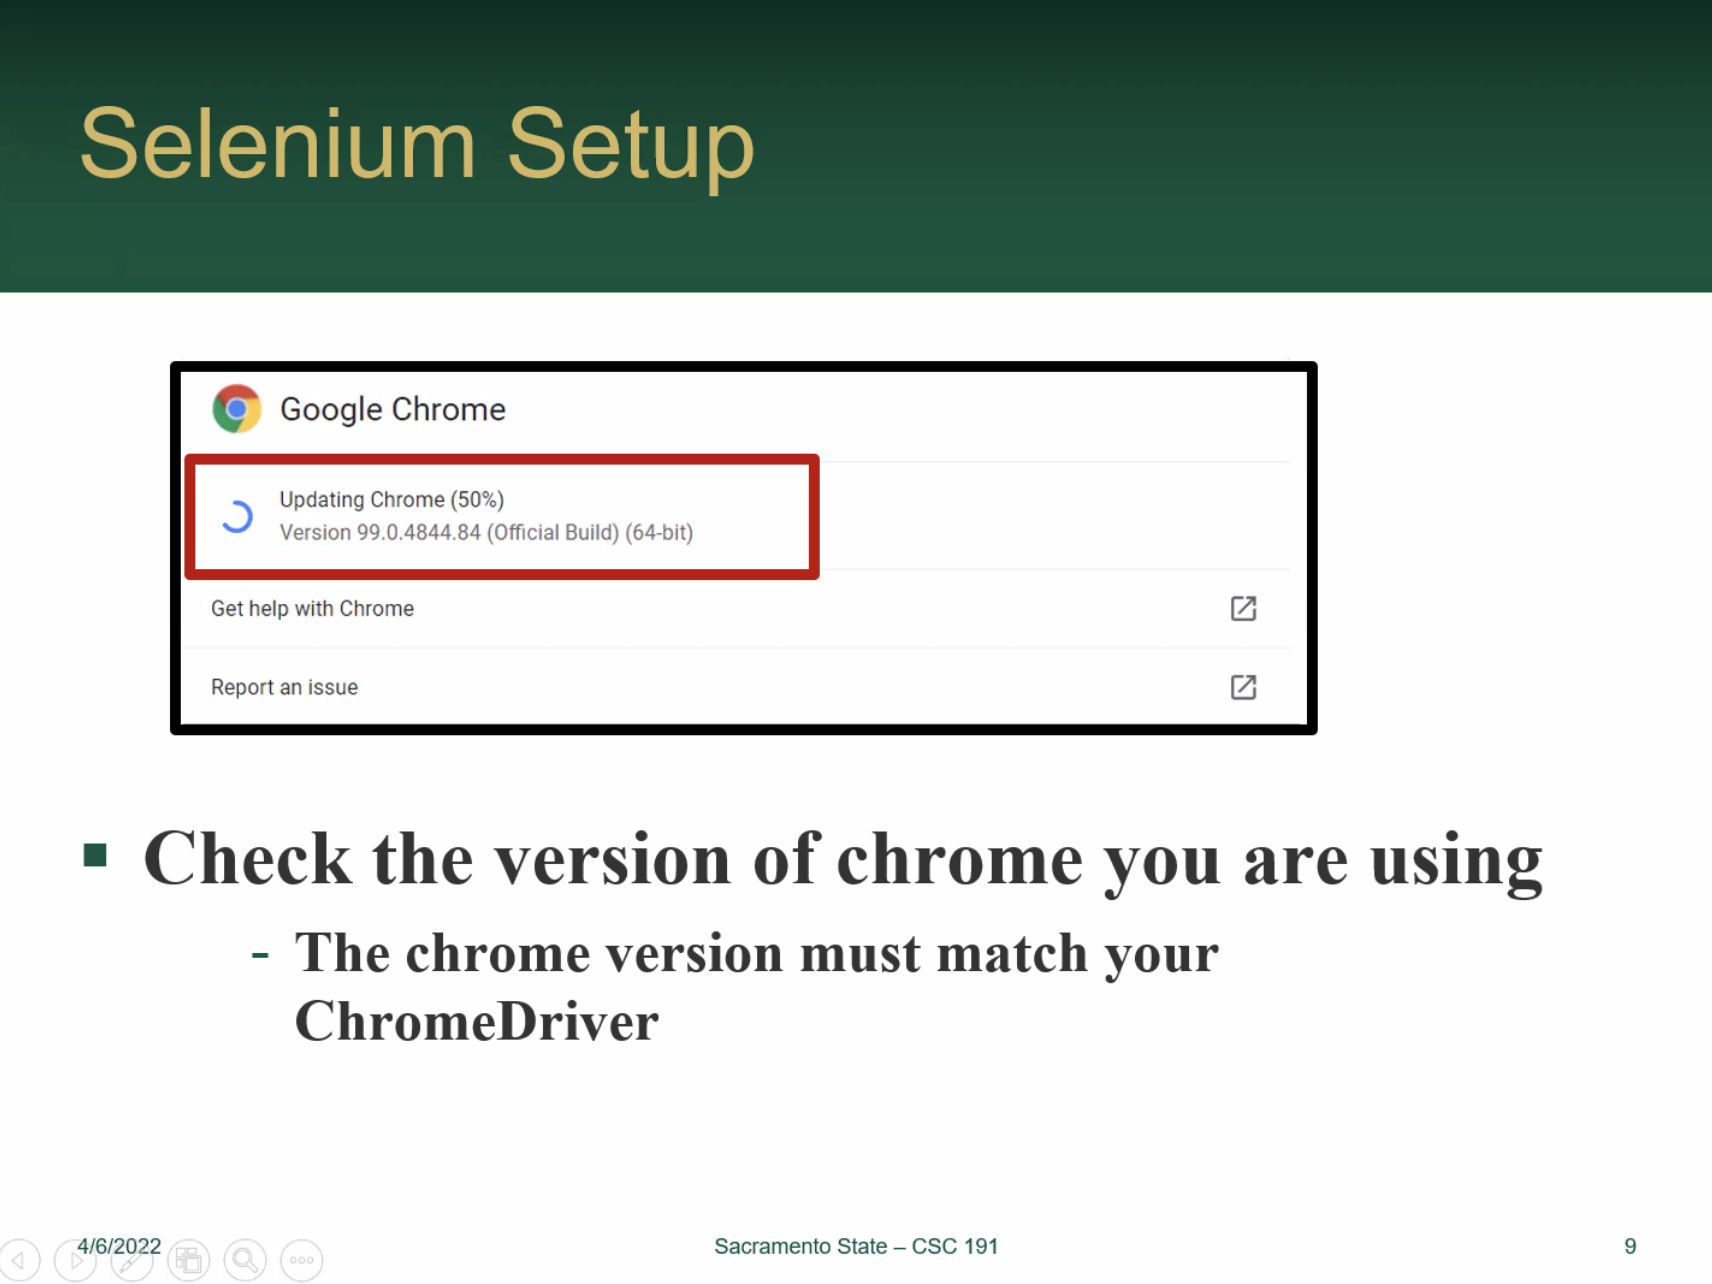 Selenium Setup
Google Chrome
Updating Chrome (50%)
Version 99.0.4844.84 (Official Build) (64-bit)
Get help with Chrome
Report an issue
Check the version of chrome you are using
- The chrome version must match your
ChromeDriver
4/6/2022
Sacramento State – CSC 191
9